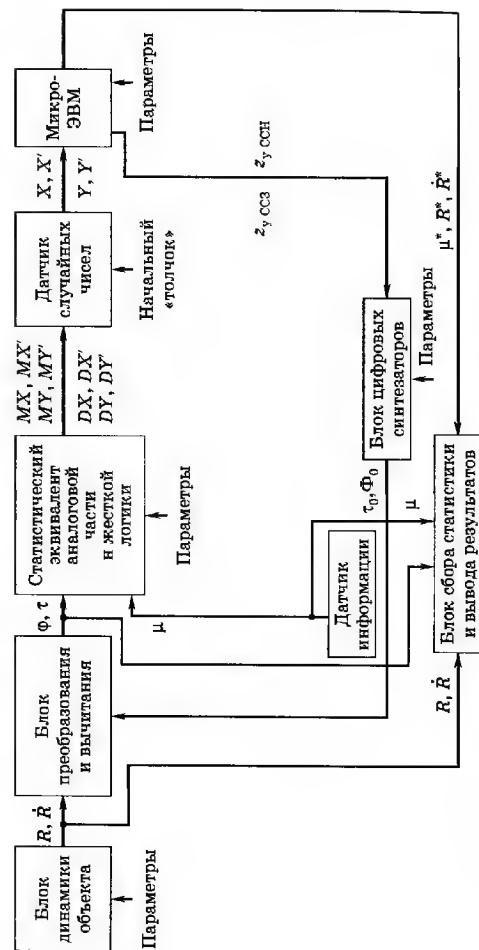 Блок
динамики
объекта
Параметры
R, Ṙ
Блок
преобразования
и вычитания
φ, τ
μ
Статистический
эквивалент
аналоговой
части
н жесткой
логики
Параметры
MX, MX′
MY, MY′
DX, DX′
DY, DY′
Датчик
случайных
чисел
Начальный
«толчок»
X, X′
Y, Y′
Микро-
ЭВМ
Параметры
z у ССН
z у ССЗ
Блок цифровых
синтезаторов
Параметры
τ₀, Φ₀
Датчик
информации
μ
R, Ṙ
Блок сбора статистики
и вывода результатов
μ*, R*, Ṙ*